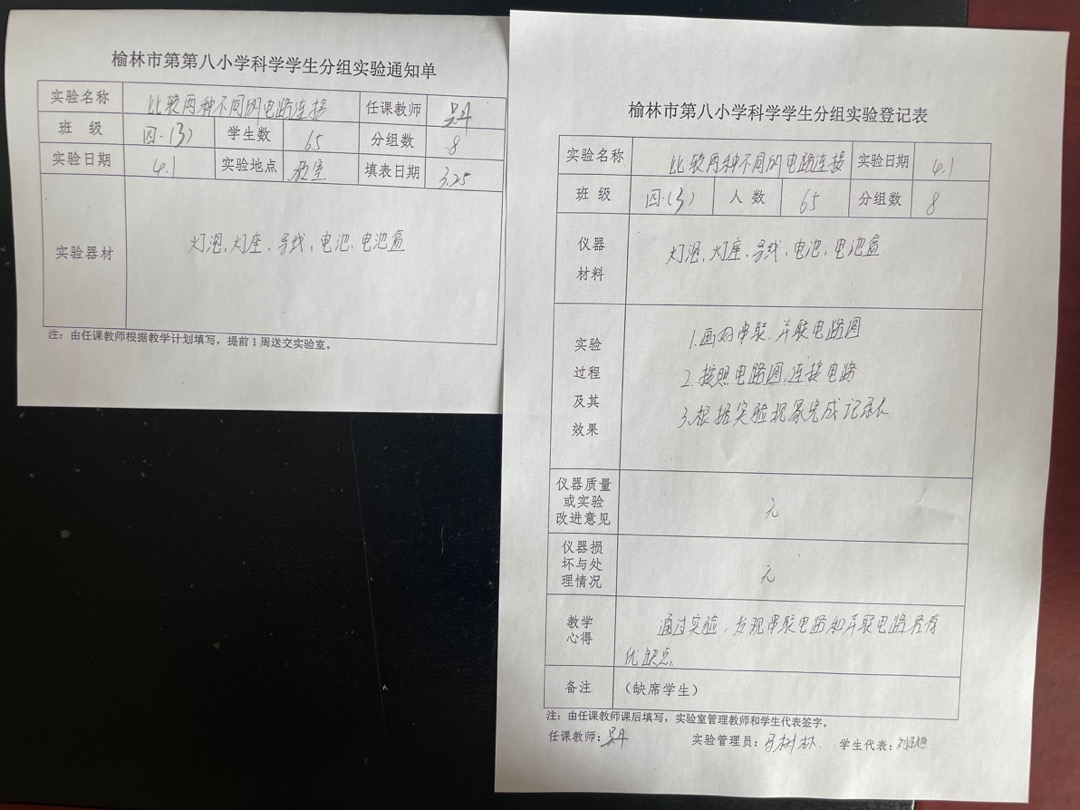 榆林市第第八小学科学学生分组实验通知单
实验名称 比较两种不同的电路连接 任课教师
班 级 四·(3) 学生数 65 分组数 8
实验日期 4.1 实验地点 教室 填表日期 3.25
实验器材 灯泡、灯座、导线、电池、电池盒
注：由任课教师根据教学计划填写，提前1周送交实验室。
榆林市第八小学科学学生分组实验登记表
实验名称 比较两种不同的电路连接 实验日期 4.1
班 级 四·(3) 人 数 65 分组数 8
仪器
材料
灯泡、灯座、导线、电池、电池盒
实验
过程
及其
效果
1.画好串联、并联电路图
2.按照电路图,连接电路
3.根据实验现象完成记录
仪器质量
或实验
改进意见
无
仪器损
坏与处
理情况
无
教学
心得
通过实验，发现串联电路和并联电路各有
优缺点
备注 （缺席学生）
注：由任课教师课后填写，实验室管理教师和学生代表签字。
任课教师： 实验管理员： 树林 学生代表：刘